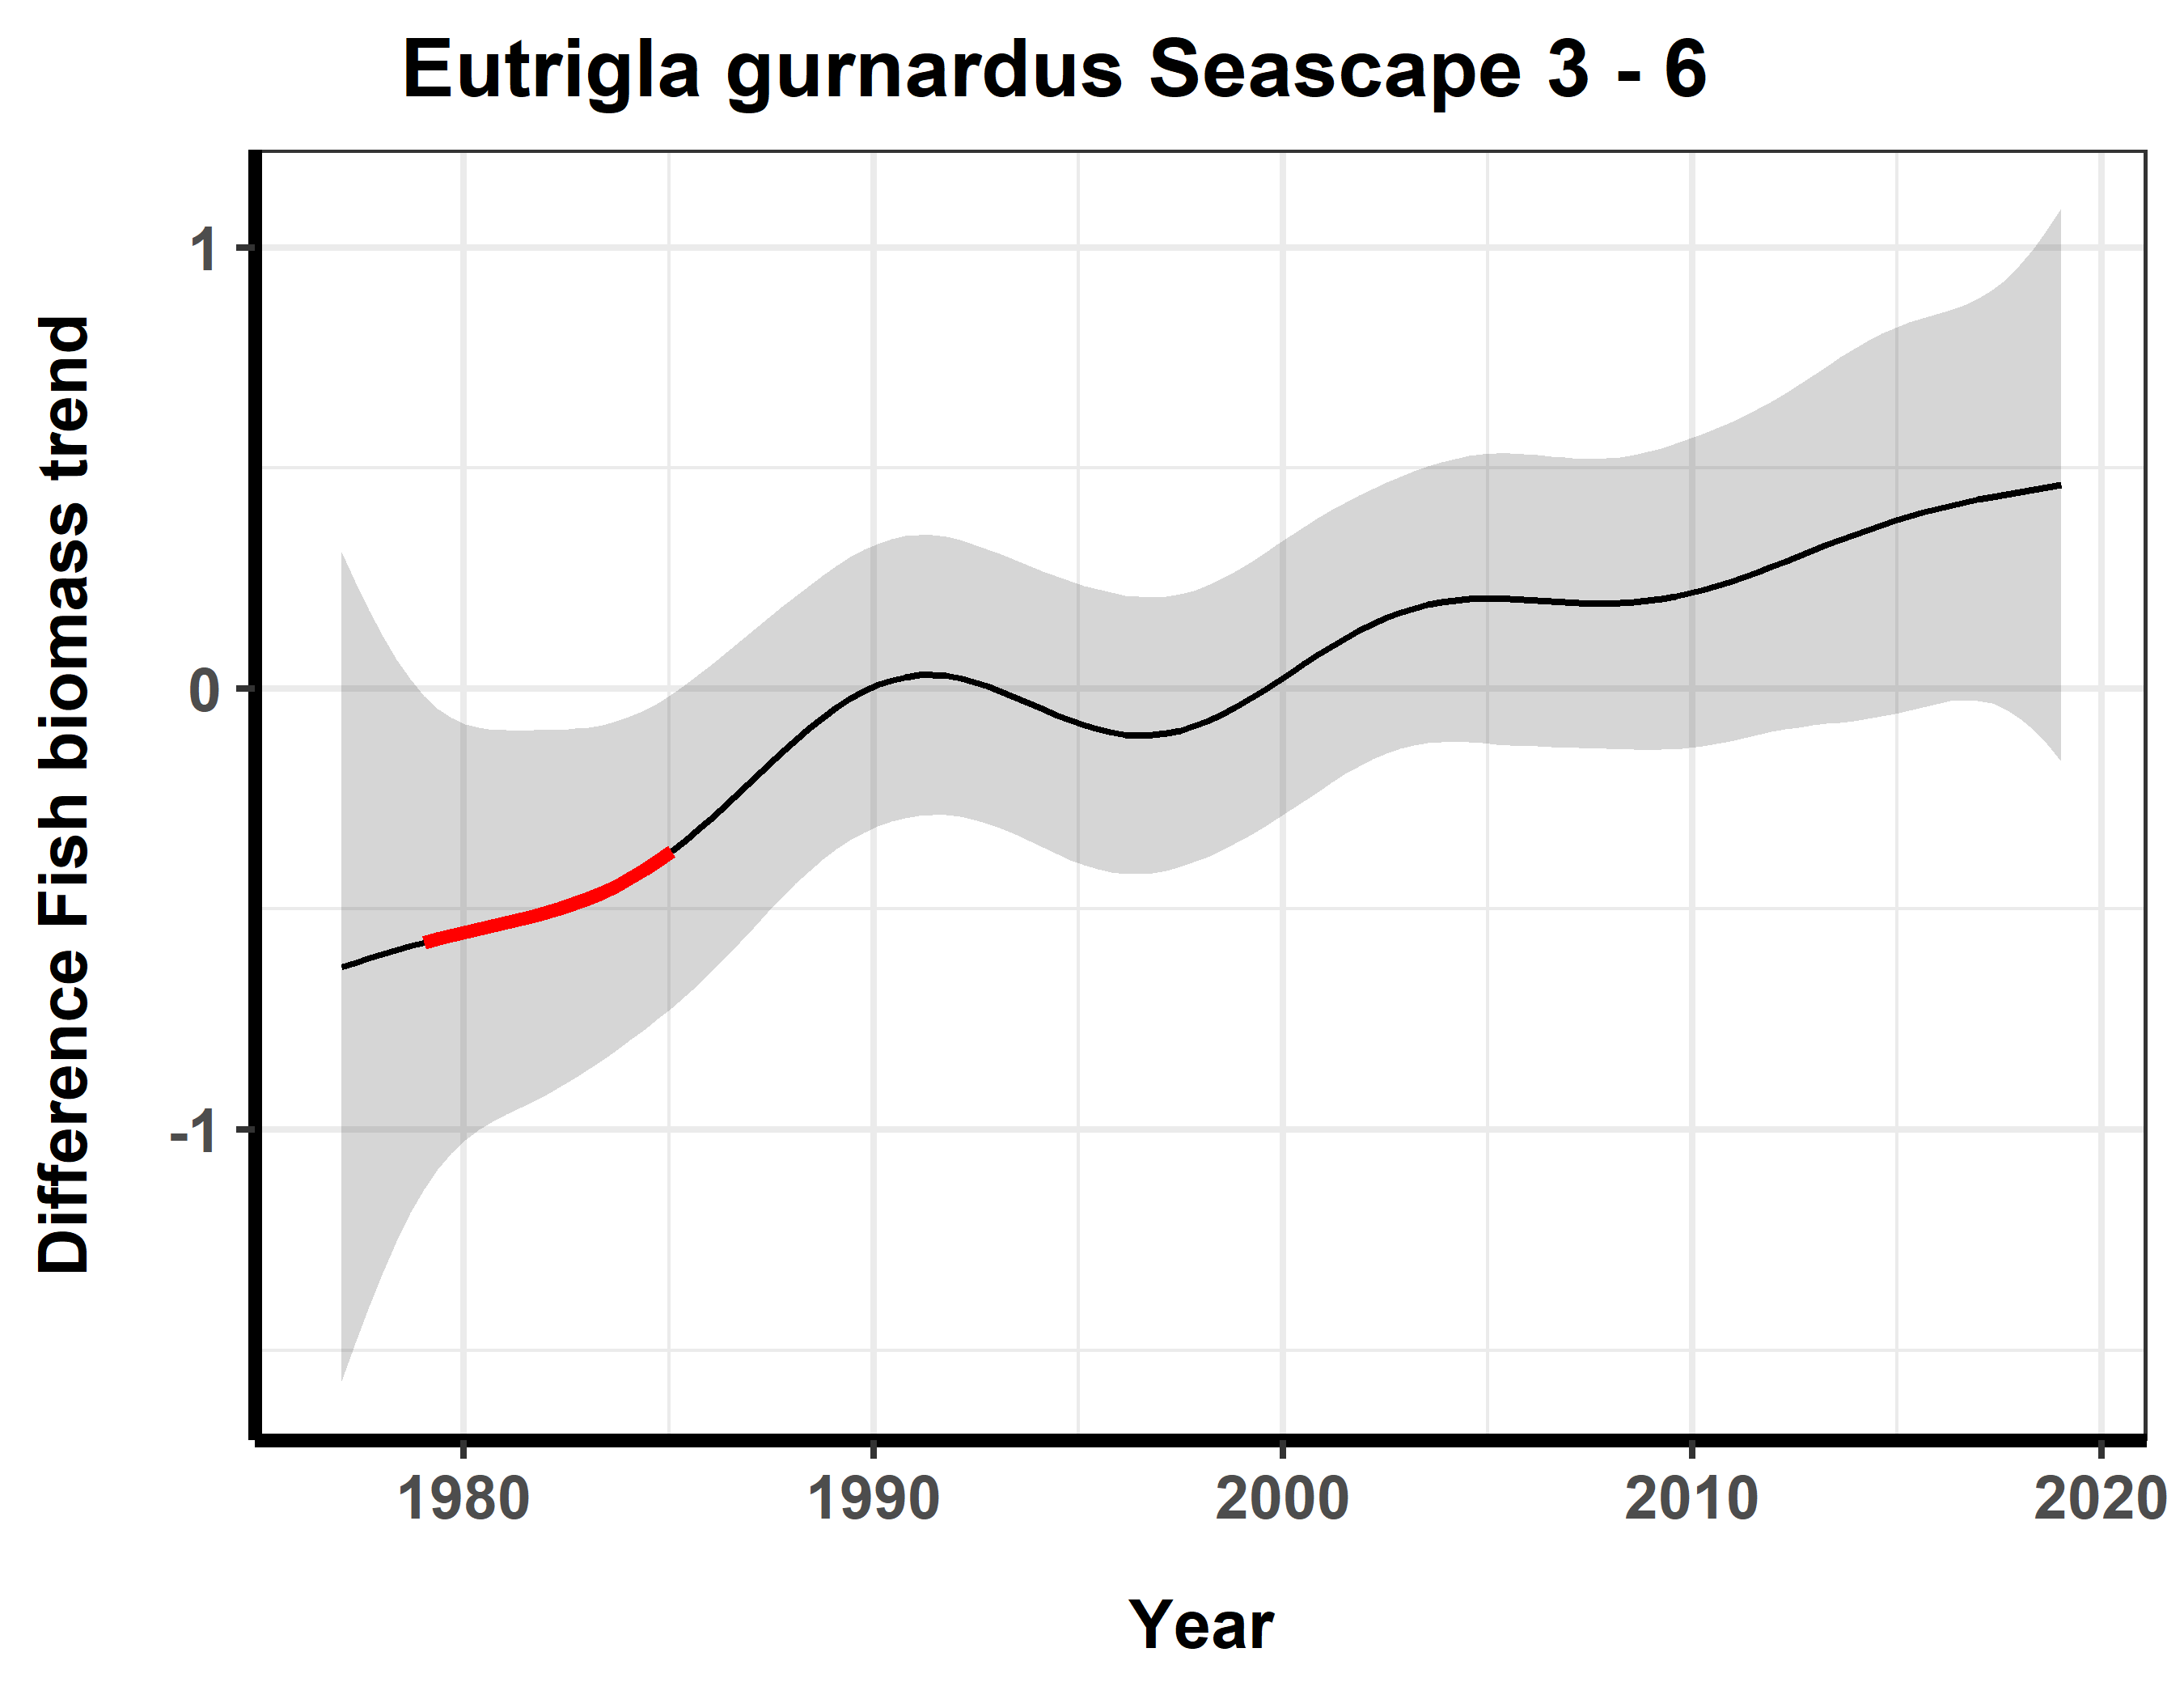 Eutrigla gurnardus Seascape 3 - 6
Difference Fish biomass trend
1
0
-1
1980
1990
2000
2010
2020
Year